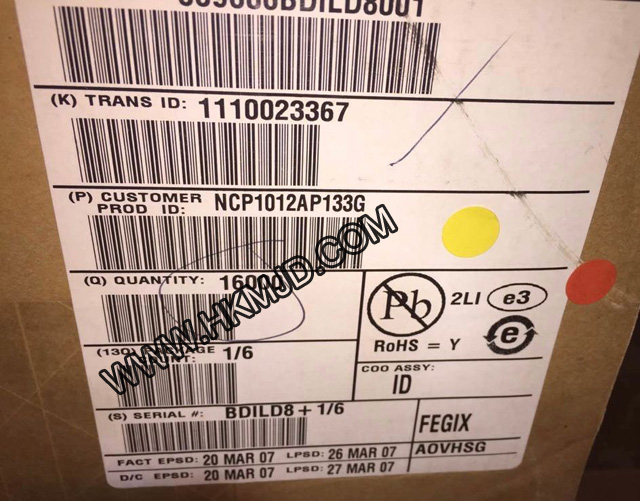 (K) TRANS ID: 1110023367
(P) CUSTOMER PROD ID: NCP1012AP133G
(Q) QUANTITY:
1/6
Pb 2LI e3
e
RoHS = Y
COO ASSY:
ID
(S) SERIAL #: BDILD8 + 1/6
FEGIX
AOVHSG
FACT EPSD: 20 MAR 07 LPSD: 26 MAR 07
D/C EPSD: 20 MAR 07 LPSD: 27 MAR 07
WWW.HKMJD.COM